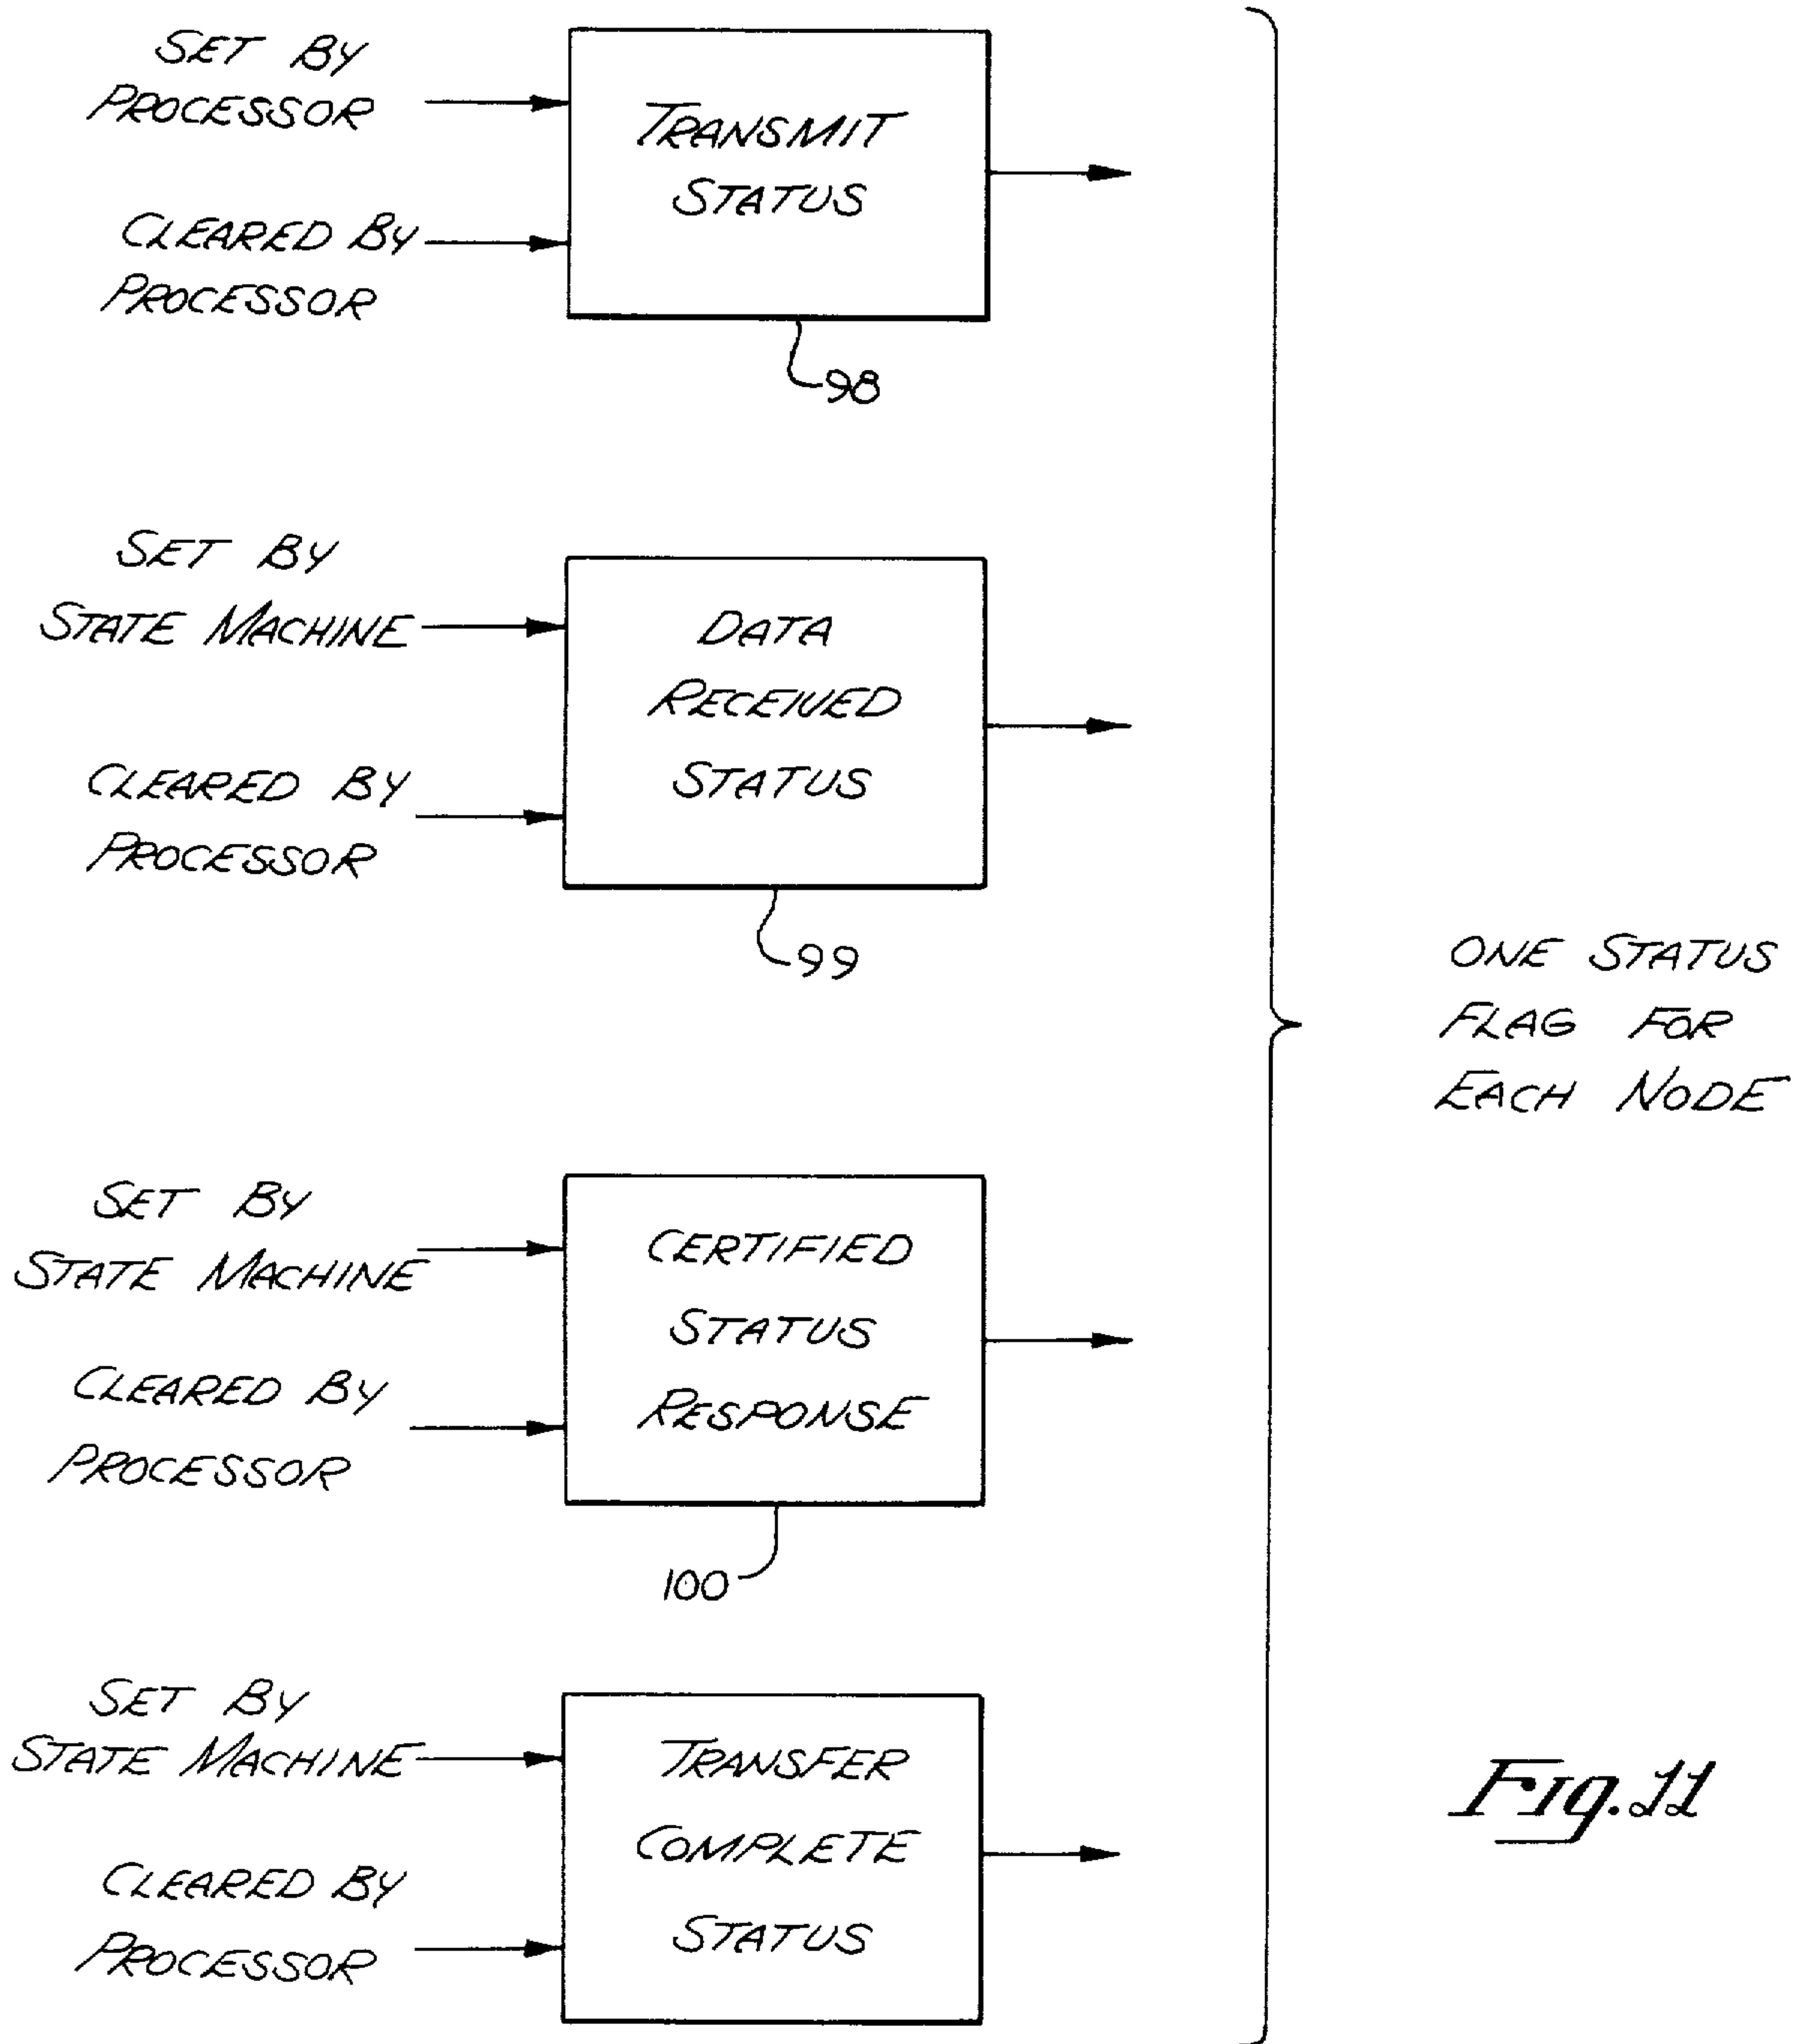 SET BY
PROCESSOR
CLEARED BY
PROCESSOR
TRANSMIT
STATUS
98
SET BY
STATE MACHINE
CLEARED BY
PROCESSOR
DATA
RECEIVED
STATUS
99
ONE STATUS
FLAG FOR
EACH NODE
SET BY
STATE MACHINE
CLEARED BY
PROCESSOR
CERTIFIED
STATUS
RESPONSE
100
SET BY
STATE MACHINE
CLEARED BY
PROCESSOR
TRANSFER
COMPLETE
STATUS
Fig. 11